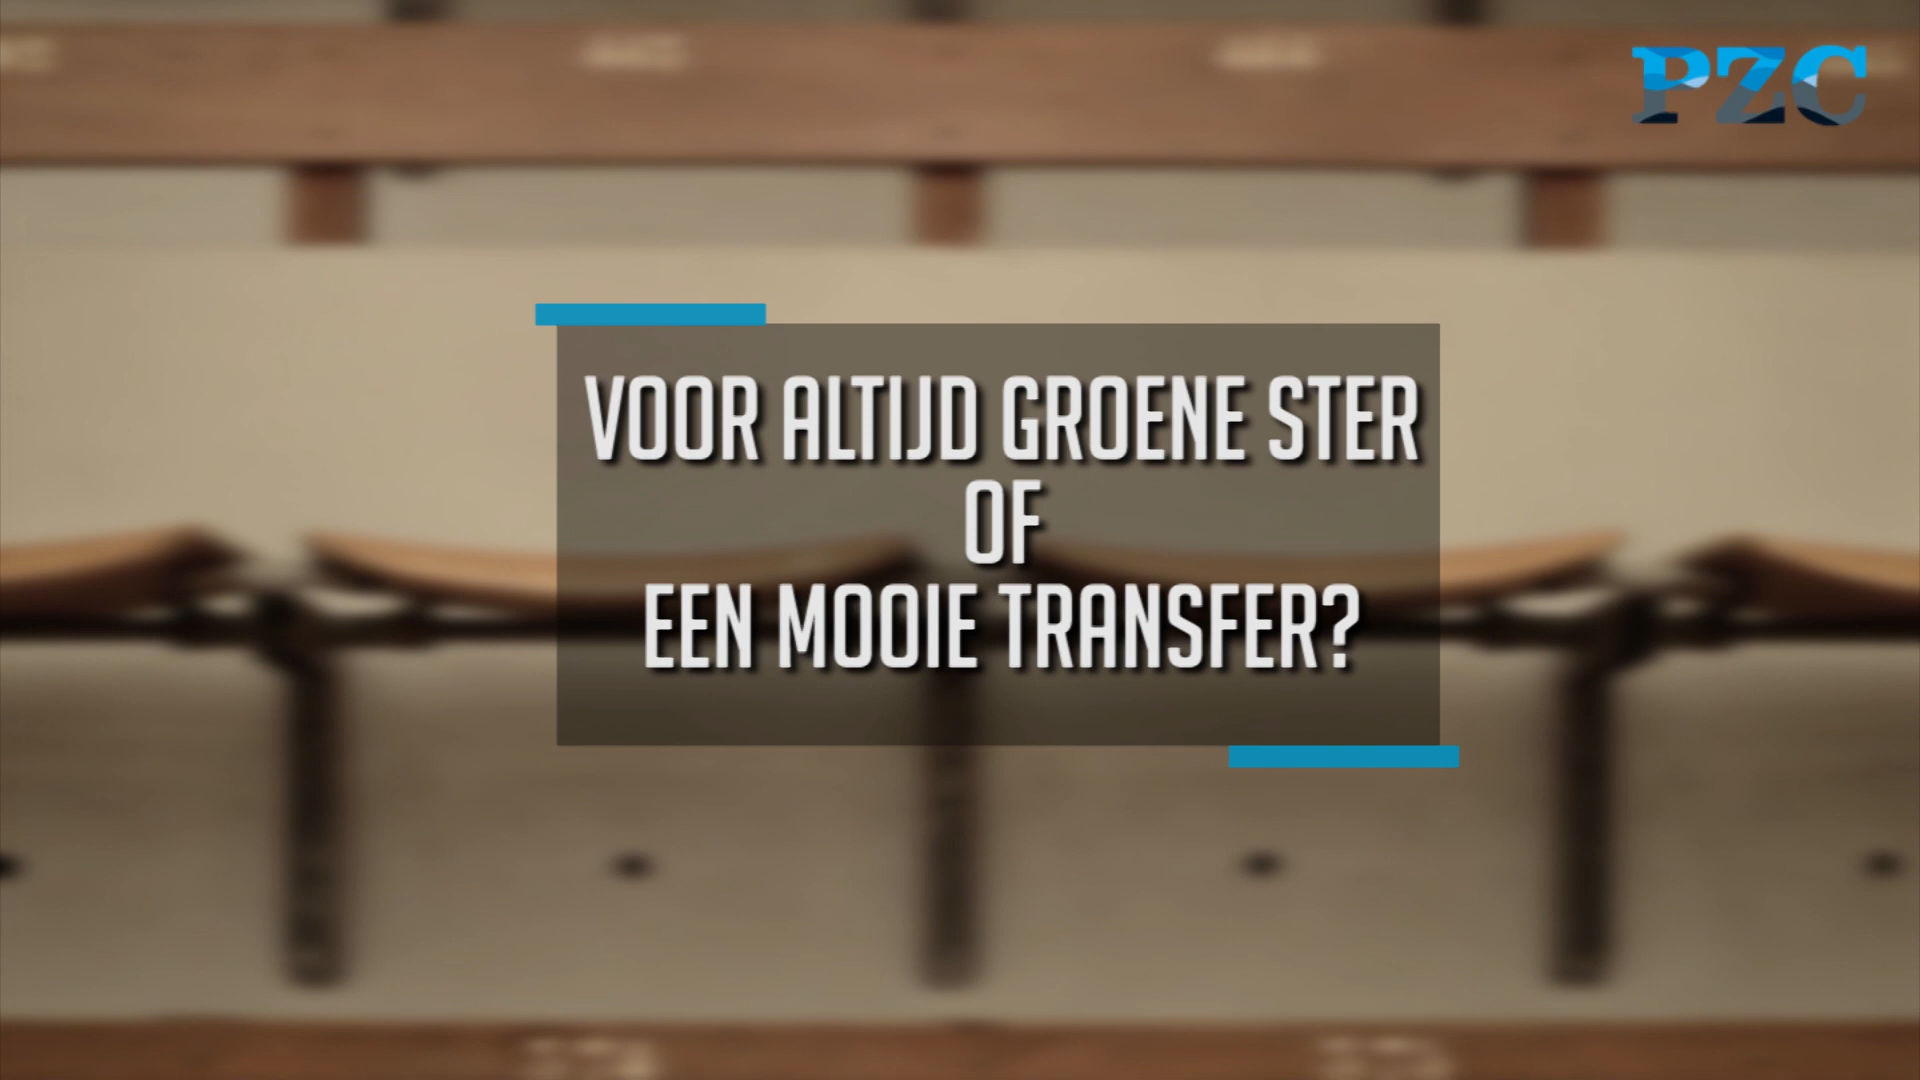 PZC
VOOR ALTIJD GROENE STER
OF
EEN MOOIE TRANSFER?